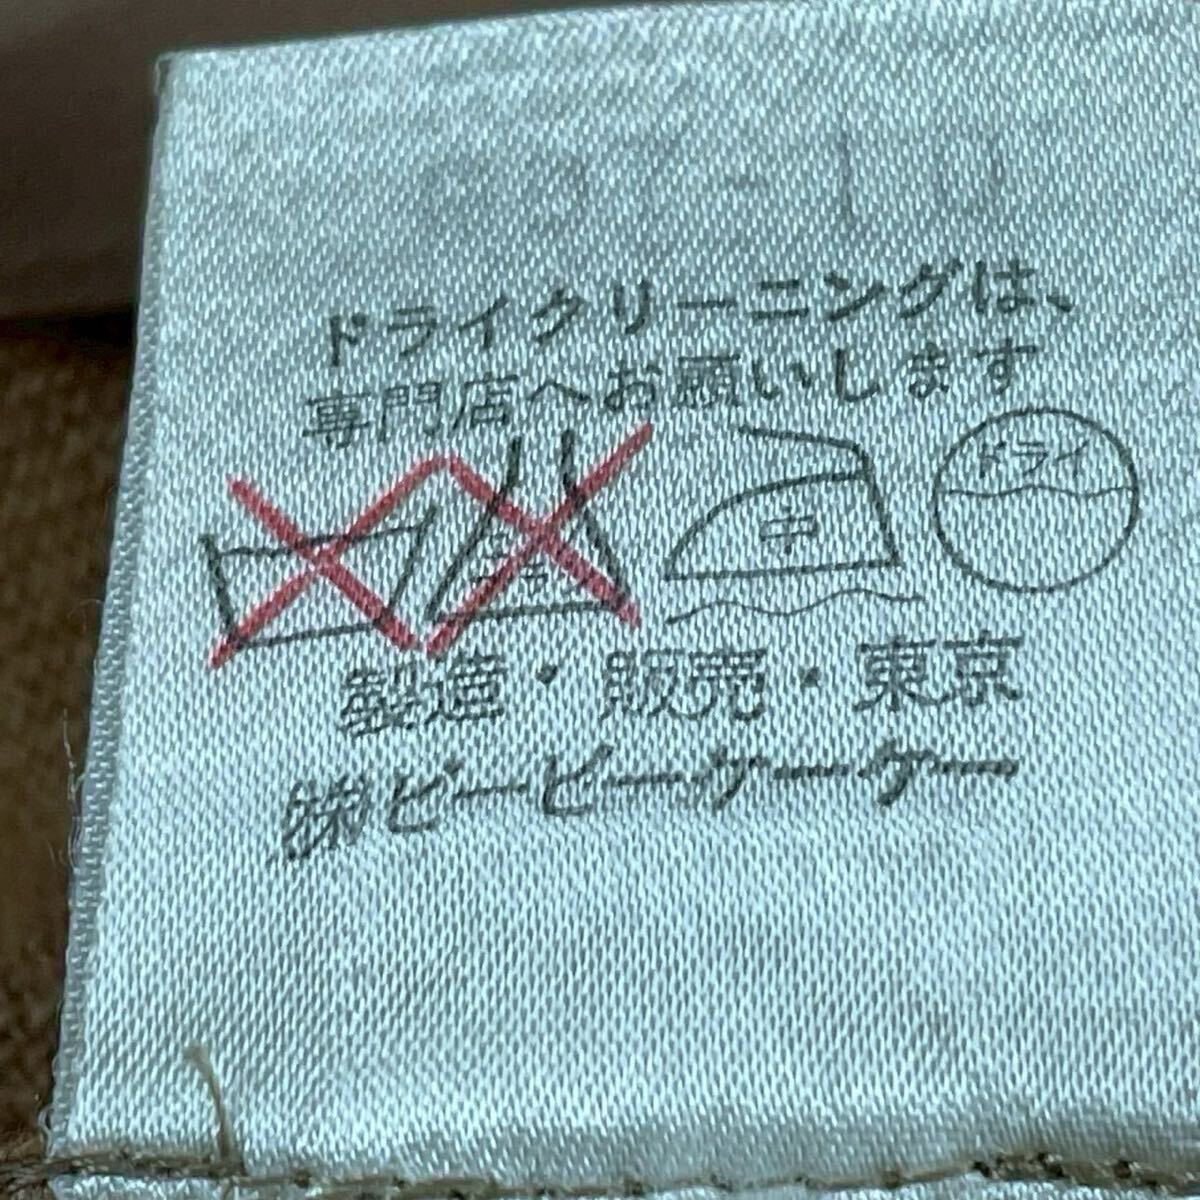 ドライクリーニングは、
専門店へお願いします
中 ドライ
製造・販売・東京
㈱ビーピーケーケー